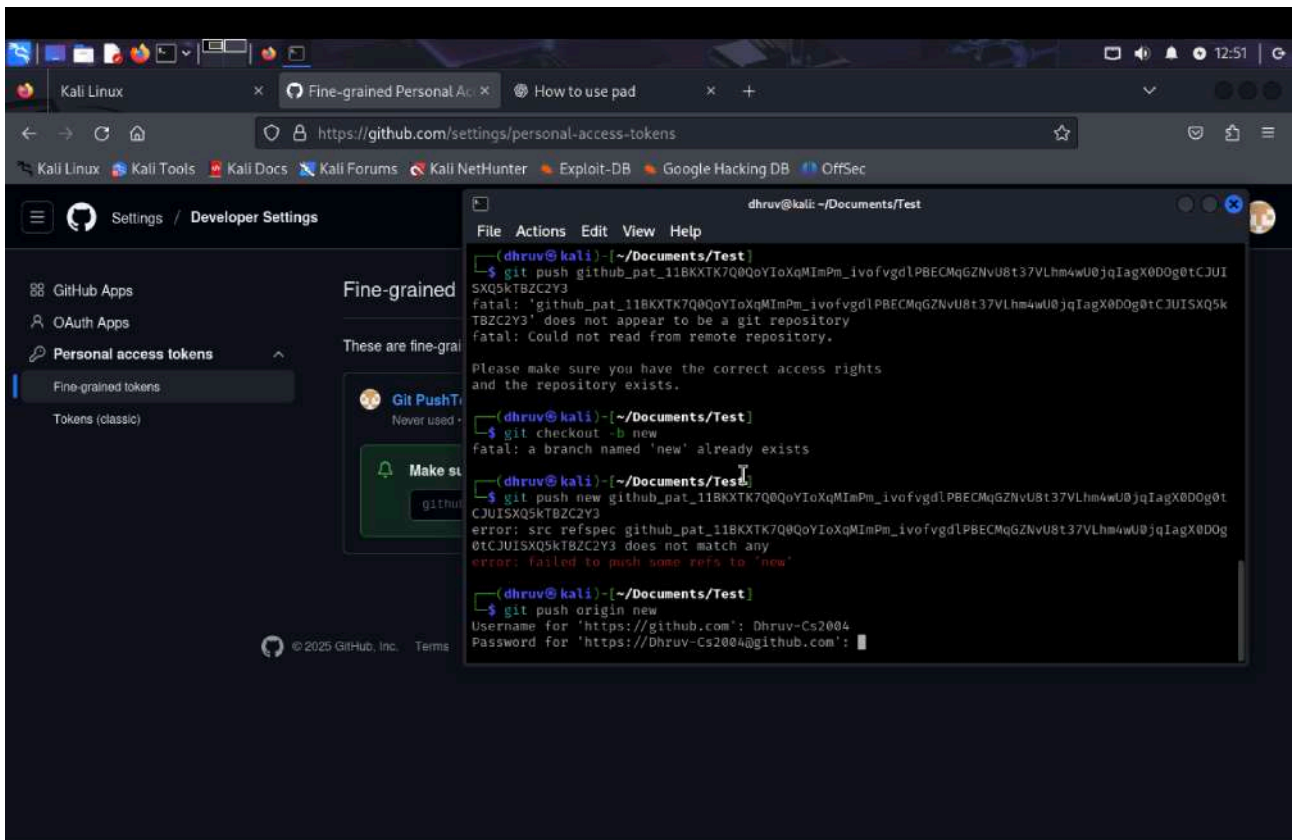 12:51
Kali Linux
Fine-grained Personal Ac
How to use pad
https://github.com/settings/personal-access-tokens
Kali Linux Kali Tools Kali Docs Kali Forums Kali NetHunter Exploit-DB Google Hacking DB OffSec
Settings / Developer Settings
GitHub Apps
OAuth Apps
Personal access tokens
Fine-grained tokens
Tokens (classic)
Fine-grained
These are fine-grai
Git PushT
Never used •
Make su
githu
© 2025 GitHub, Inc. Terms
dhruv@kali: ~/Documents/Test
File Actions Edit View Help
(dhruv㉿kali)-[~/Documents/Test]
$ git push
fatal: does not appear to be a git repository
fatal: Could not read from remote repository.
Please make sure you have the correct access rights
and the repository exists.
(dhruv㉿kali)-[~/Documents/Test]
$ git checkout -b new
fatal: a branch named 'new' already exists
(dhruv㉿kali)-[~/Documents/Test]
$ git push new
error: src refspec
does not match any
error: failed to push some refs to 'new'
(dhruv㉿kali)-[~/Documents/Test]
$ git push origin new
Username for 'https://github.com': Dhruv-Cs2004
Password for 'https://Dhruv-Cs2004@github.com':